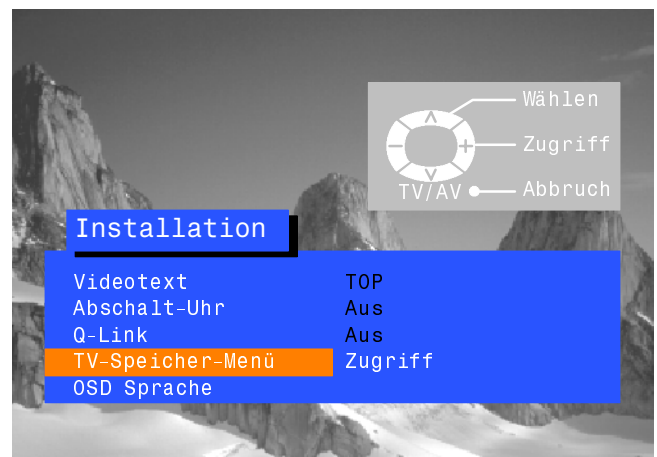 Wählen
Zugriff
TV/AV Abbruch
Installation
Videotext TOP
Abschalt-Uhr Aus
Q-Link Aus
TV-Speicher-Menü Zugriff
OSD Sprache